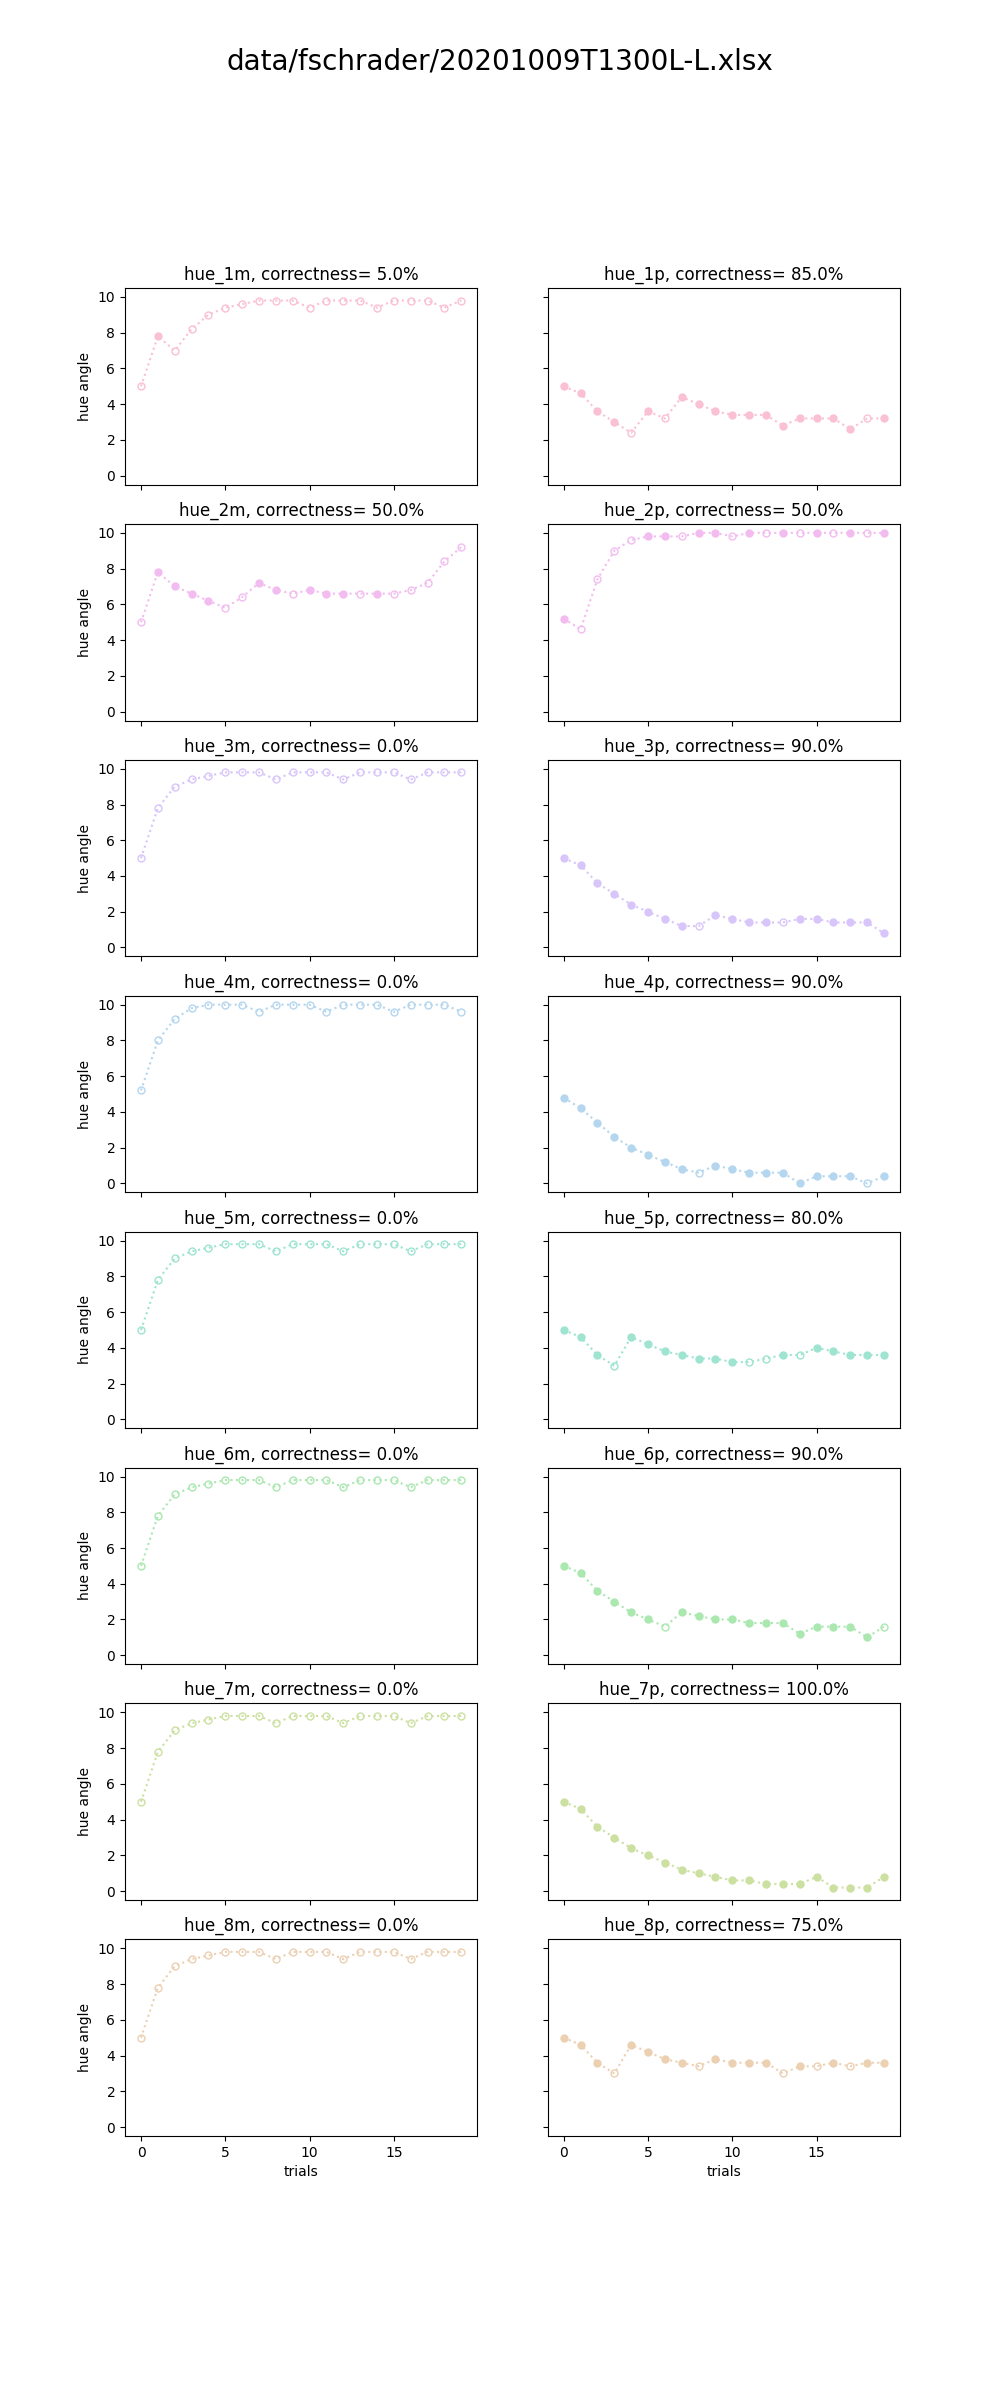 data/fschrader/20201009T1300L-L.xlsx
hue_1m, correctness= 5.0%
hue_1p, correctness= 85.0%
10
8
6
4
2
0
hue angle
hue_2m, correctness= 50.0%
hue_2p, correctness= 50.0%
10
8
6
4
2
0
hue angle
hue_3m, correctness= 0.0%
hue_3p, correctness= 90.0%
10
8
6
4
2
0
hue angle
hue_4m, correctness= 0.0%
hue_4p, correctness= 90.0%
10
8
6
4
2
0
hue angle
hue_5m, correctness= 0.0%
hue_5p, correctness= 80.0%
10
8
6
4
2
0
hue angle
hue_6m, correctness= 0.0%
hue_6p, correctness= 90.0%
10
8
6
4
2
0
hue angle
hue_7m, correctness= 0.0%
hue_7p, correctness= 100.0%
10
8
6
4
2
0
hue angle
hue_8m, correctness= 0.0%
hue_8p, correctness= 75.0%
10
8
6
4
2
0
hue angle
0 5 10 15
trials
0 5 10 15
trials